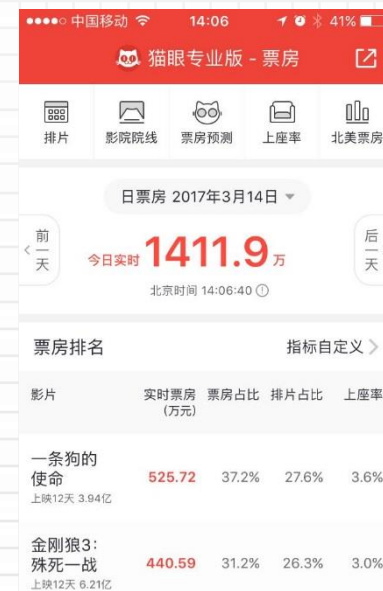 中国移动 14:06 41%
猫眼专业版 - 票房
排片 影院院线 票房预测 上座率 北美票房
日票房 2017年3月14日
前一天 今日实时 1411.9 万 后一天
北京时间 14:06:40
票房排名 指标自定义
影片 实时票房 票房占比 排片占比 上座率
(万元)
一条狗的
使命 525.72 37.2% 27.6% 3.6%
上映12天 3.94亿
金刚狼3:
殊死一战 440.59 31.2% 26.3% 3.0%
上映12天 6.21亿